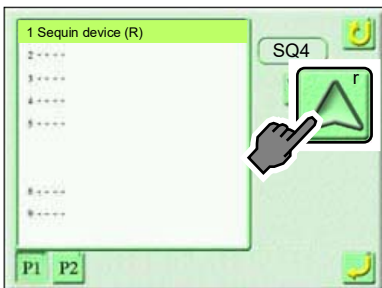 1 Sequin device (R)
2 - - - -
3 - - - -
4 - - - -
5 - - - -
8 - - - -
9 - - - -
SQ4
r
P1 P2